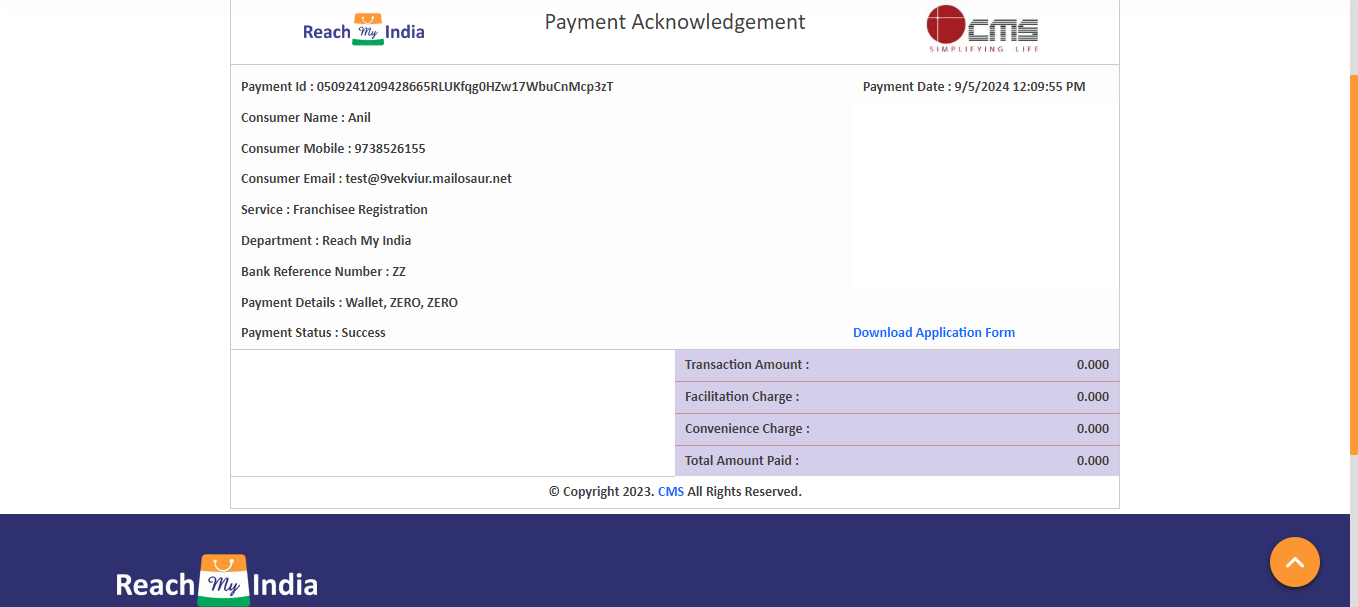 Reach My India
Payment Acknowledgement
CMS
SIMPLIFYING LIFE
Payment Id : 0509241209428665RLUKfqg0HZw17WbuCnMcp3zT
Payment Date : 9/5/2024 12:09:55 PM
Consumer Name : Anil
Consumer Mobile : 9738526155
Consumer Email : test@9vekviur.mailosaur.net
Service : Franchisee Registration
Department : Reach My India
Bank Reference Number : ZZ
Payment Details : Wallet, ZERO, ZERO
Payment Status : Success
Download Application Form
Transaction Amount : 0.000
Facilitation Charge : 0.000
Convenience Charge : 0.000
Total Amount Paid : 0.000
© Copyright 2023. CMS All Rights Reserved.
Reach My India